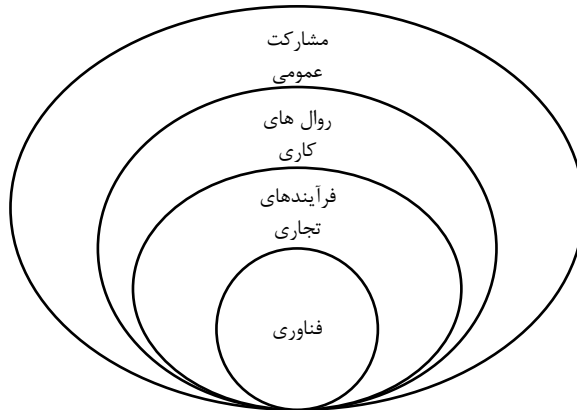 مشارکت
عمومی
روال های
کاری
فرآیندهای
تجاری
فناوری